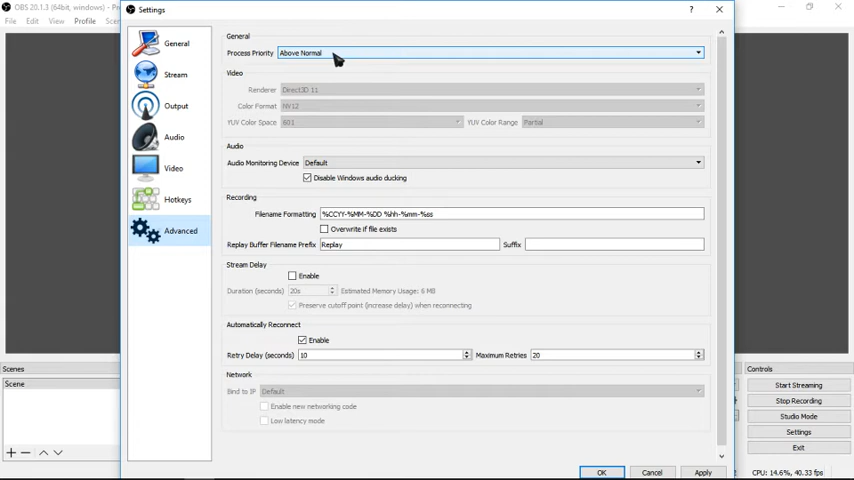 OBS 20.1.3 (64bit, windows) - P
Settings
File Edit View Profile Scen
General
Stream
Output
Audio
Video
Hotkeys
Advanced
General
Process Priority Above Normal
Video
Renderer Direct3D 11
Color Format NV12
YUV Color Space 601 YUV Color Range Partial
Audio
Audio Monitoring Device Default
Disable Windows audio ducking
Recording
Filename Formatting %CCYY-%MM-%DD %hh-%mm-%ss
Overwrite if file exists
Replay Buffer Filename Prefix Replay Suffix
Stream Delay
Enable
Duration (seconds) 20s Estimated Memory Usage: 6 MB
Preserve cutoff point (increase delay) when reconnecting
Automatically Reconnect
Enable
Retry Delay (seconds) 10 Maximum Retries 20
Network
Bind to IP Default
Enable new networking code
Low latency mode
OK Cancel Apply
Scenes
Scene
Controls
Start Streaming
Stop Recording
Studio Mode
Settings
Exit
CPU: 14.6%, 40.33 fps